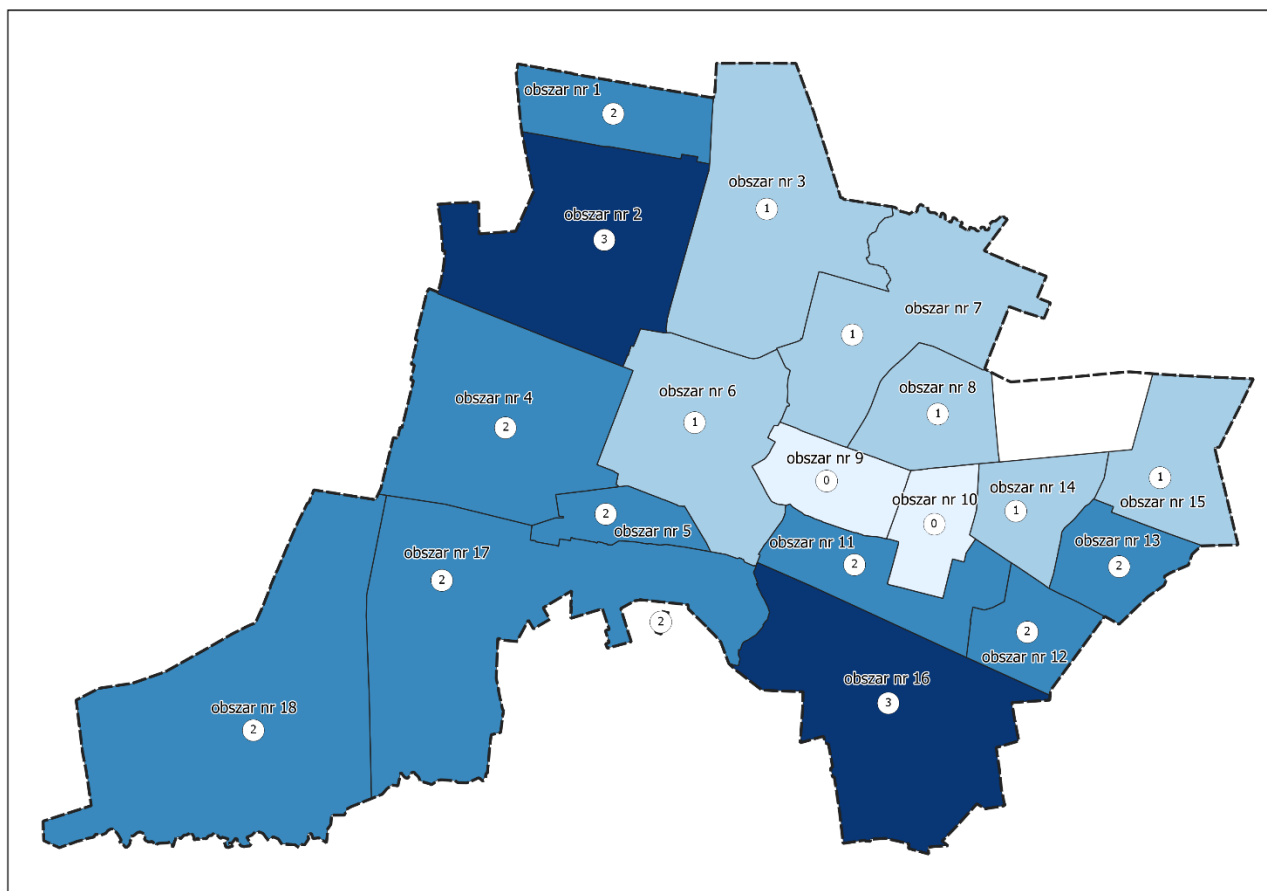 obszar nr 1
2
obszar nr 2
3
obszar nr 3
1
obszar nr 7
1
obszar nr 4
2
obszar nr 6
1
obszar nr 8
1
obszar nr 9
0
obszar nr 10
0
obszar nr 14
1
1
obszar nr 15
2
obszar nr 5
obszar nr 11
2
obszar nr 13
2
obszar nr 17
2
2
2
obszar nr 12
obszar nr 16
3
obszar nr 18
2